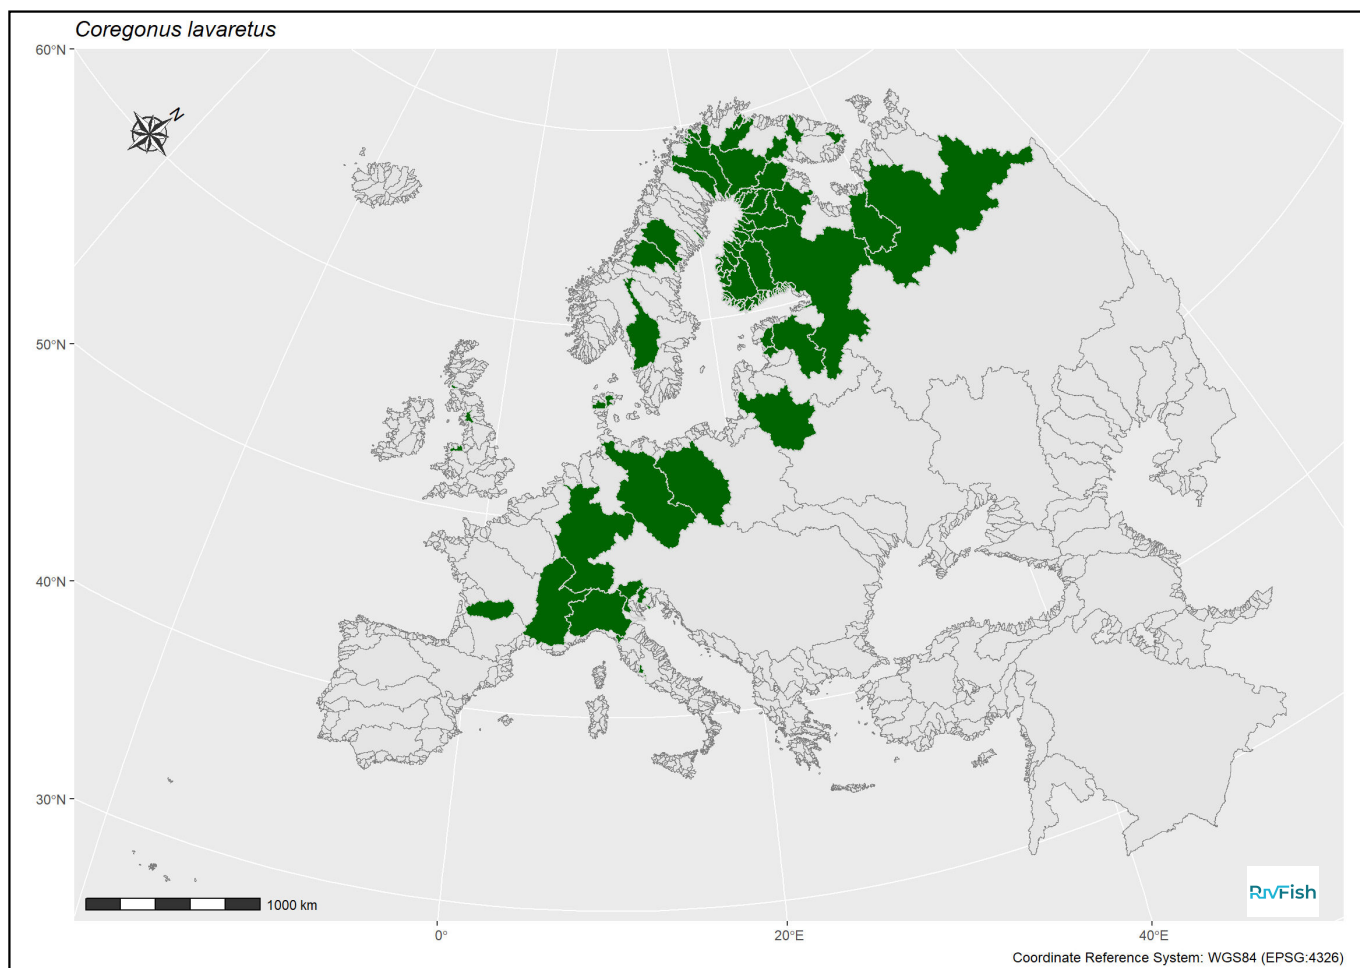 Coregonus lavaretus
60°N
N
50°N
40°N
30°N
1000 km
RIVFISH
0°
20°E
40°E
Coordinate Reference System: WGS84 (EPSG:4326)